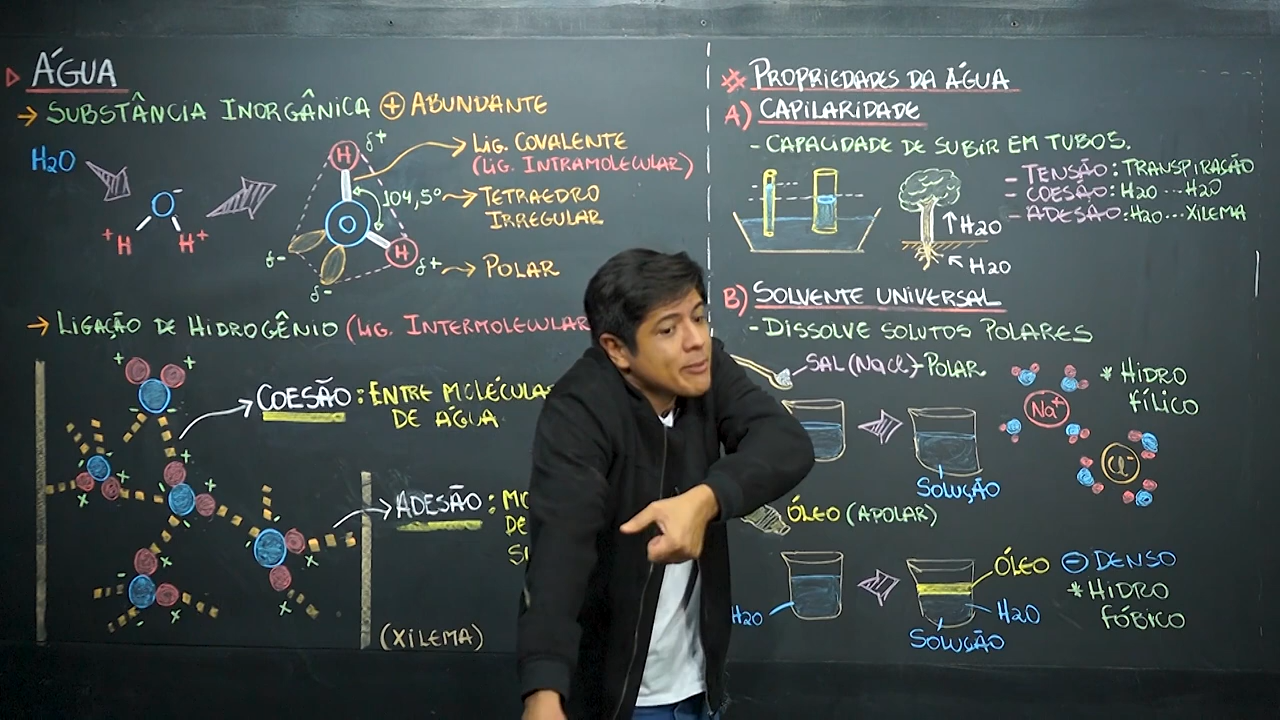 ÁGUA
→ SUBSTÂNCIA INORGÂNICA + ABUNDANTE
H2O
O-
+H H+
H δ+
LIG. COVALENTE
(LIG. INTRAMOLECULAR)
104,5°
TETRAEDRO
IRREGULAR
O
H
δ-
δ+
POLAR
δ-
→ LIGAÇÃO DE HIDROGÊNIO (LIG. INTERMOLECULAR
COESÃO: ENTRE MOLÉCULAS
DE ÁGUA
ADESÃO: MO
DE
S
(XILEMA)
# PROPRIEDADES DA ÁGUA
A) CAPILARIDADE
- CAPACIDADE DE SUBIR EM TUBOS.
- TENSÃO: TRANSPIRAÇÃO
- COESÃO: H2O ... H2O
- ADESÃO: H2O... XILEMA
↑H2O
H2O
B) SOLVENTE UNIVERSAL
- DISSOLVE SOLUTOS POLARES
SAL (NaCl) - POLAR
Na+
* HIDRO
FÍLICO
Cl-
SOLUÇÃO
ÓLEO (APOLAR)
ÓLEO - DENSO
* HIDRO
FÓBICO
H2O
H2O
SOLUÇÃO